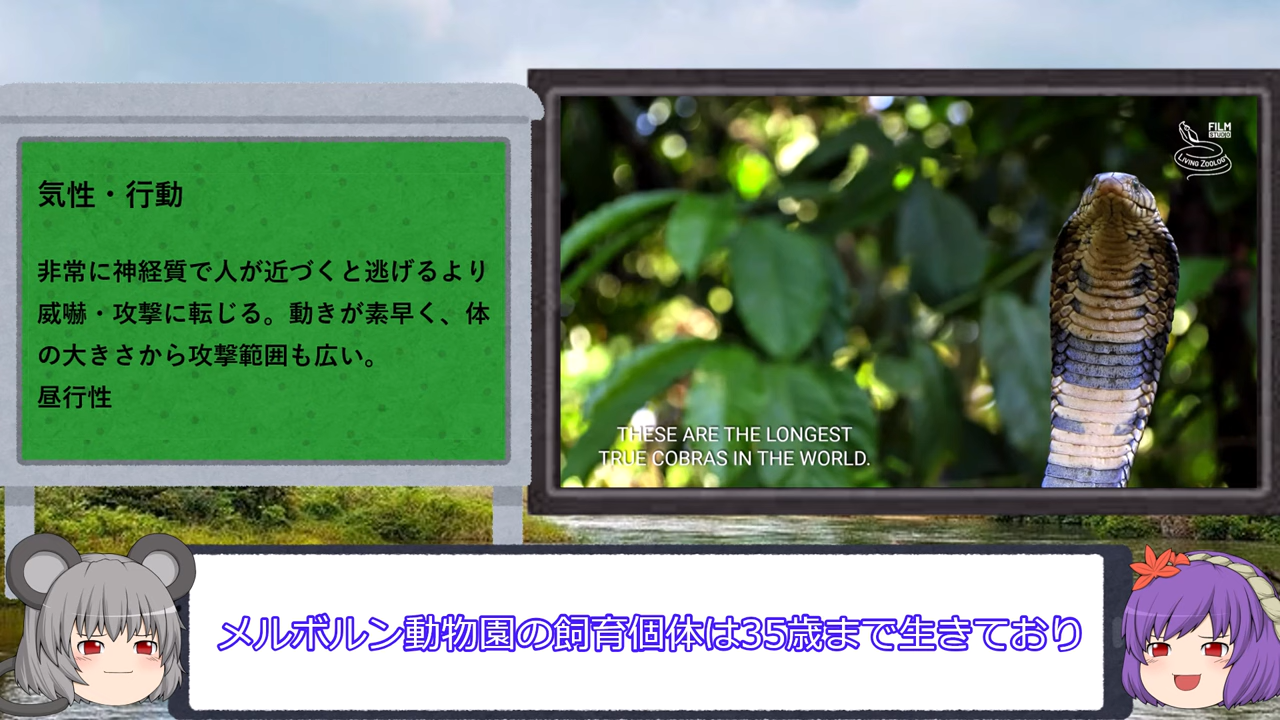 気性・行動
非常に神経質で人が近づくと逃げるより
威嚇・攻撃に転じる。動きが素早く、体
の大きさから攻撃範囲も広い。
昼行性
FILM
STUDIO
LIVING ZOOLOGY
THESE ARE THE LONGEST
TRUE COBRAS IN THE WORLD.
メルボルン動物園の飼育個体は35歳まで生きており